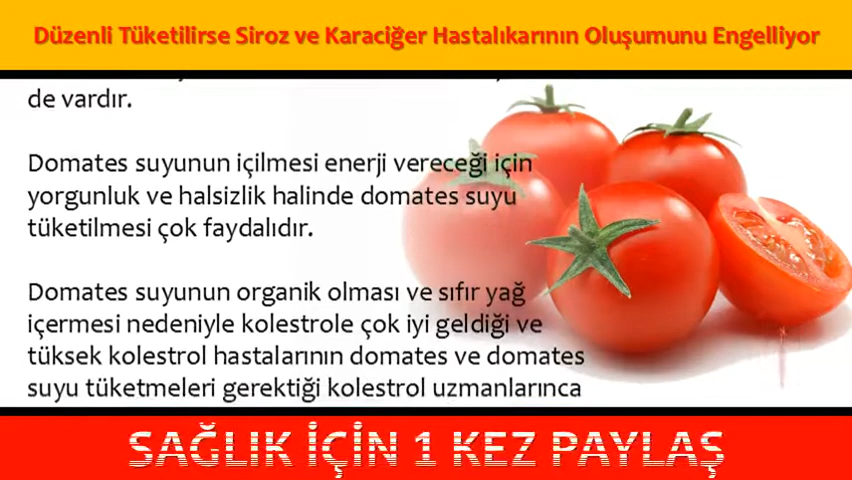 Düzenli Tüketilirse Siroz ve Karaciğer Hastalıkarının Oluşumunu Engelliyor
de vardır.
Domates suyunun içilmesi enerji vereceği için
yorgunluk ve halsizlik halinde domates suyu
tüketilmesi çok faydalıdır.
Domates suyunun organik olması ve sıfır yağ
içermesi nedeniyle kolestrole çok iyi geldiği ve
tüksek kolestrol hastalarının domates ve domates
suyu tüketmeleri gerektiği kolestrol uzmanlarınca
SAĞLIK İÇİN 1 KEZ PAYLAŞ